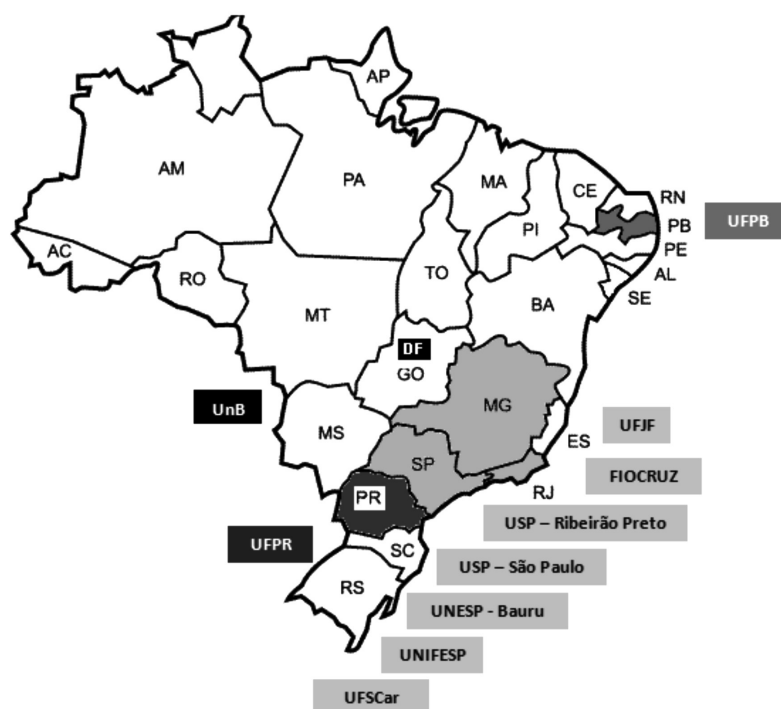 AP
AM
PA
MA
CE
RN
UFPB
PB
PI
PE
AC
AL
RO
TO
SE
BA
MT
DF
GO
UnB
MG
MS
UFJF
ES
SP
FIOCRUZ
RJ
PR
USP – Ribeirão Preto
UFPR
SC
USP – São Paulo
RS
UNESP - Bauru
UNIFESP
UFSCar